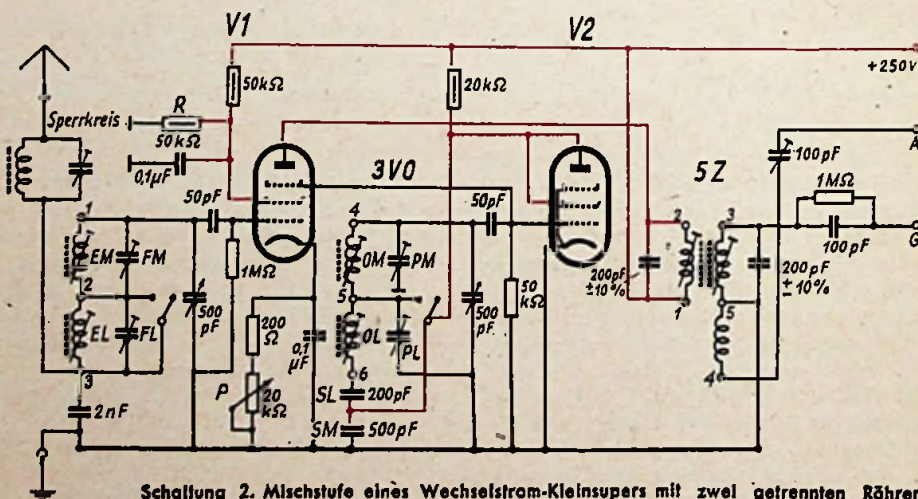 V1
V2
+250V
50kΩ
20kΩ
Sperrkreis
R
50kΩ
0,1µF
3V0
5Z
A
100pF
1MΩ
100pF
G
50pF
50pF
1
EM
FM
2
EL
FL
3
500
pF
1MΩ
4
OM
PM
5
OL
PL
6
500
pF
50
kΩ
200pF
±10%
2
1
3
5
4
200pF
±10%
200
Ω
0,1
µF
P
20
kΩ
SL
200pF
SM
500pF
2nF
Schaltung 2. Mischstufe eines Wechselstrom-Kleinsupers mit zwei getrennten Röhren